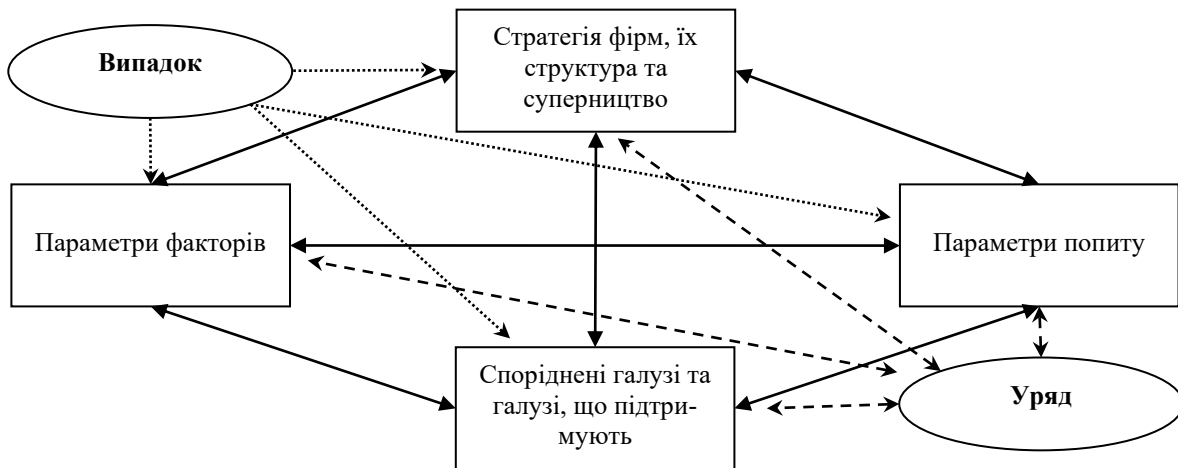 Випадок
Стратегія фірм, їх
структура та
суперництво
Параметри факторів
Параметри попиту
Споріднені галузі та
галузі, що підтри-
мують
Уряд